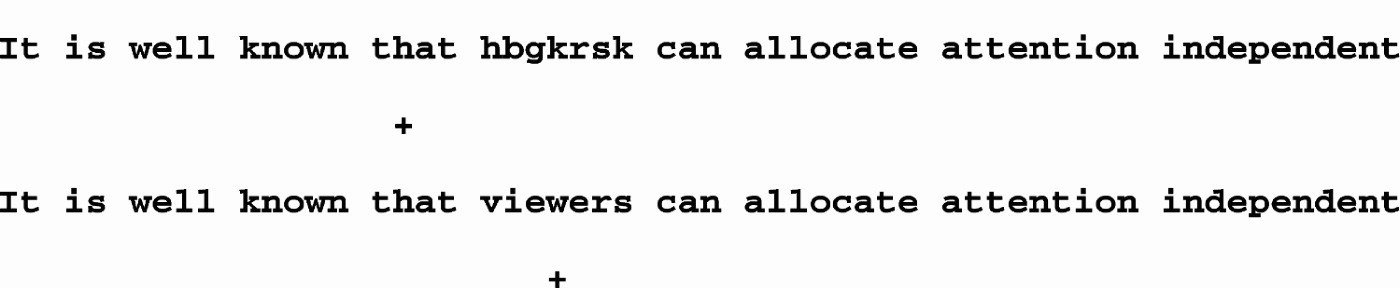 It is well known that hbgkrsk can allocate attention independent
+
It is well known that viewers can allocate attention independent
+